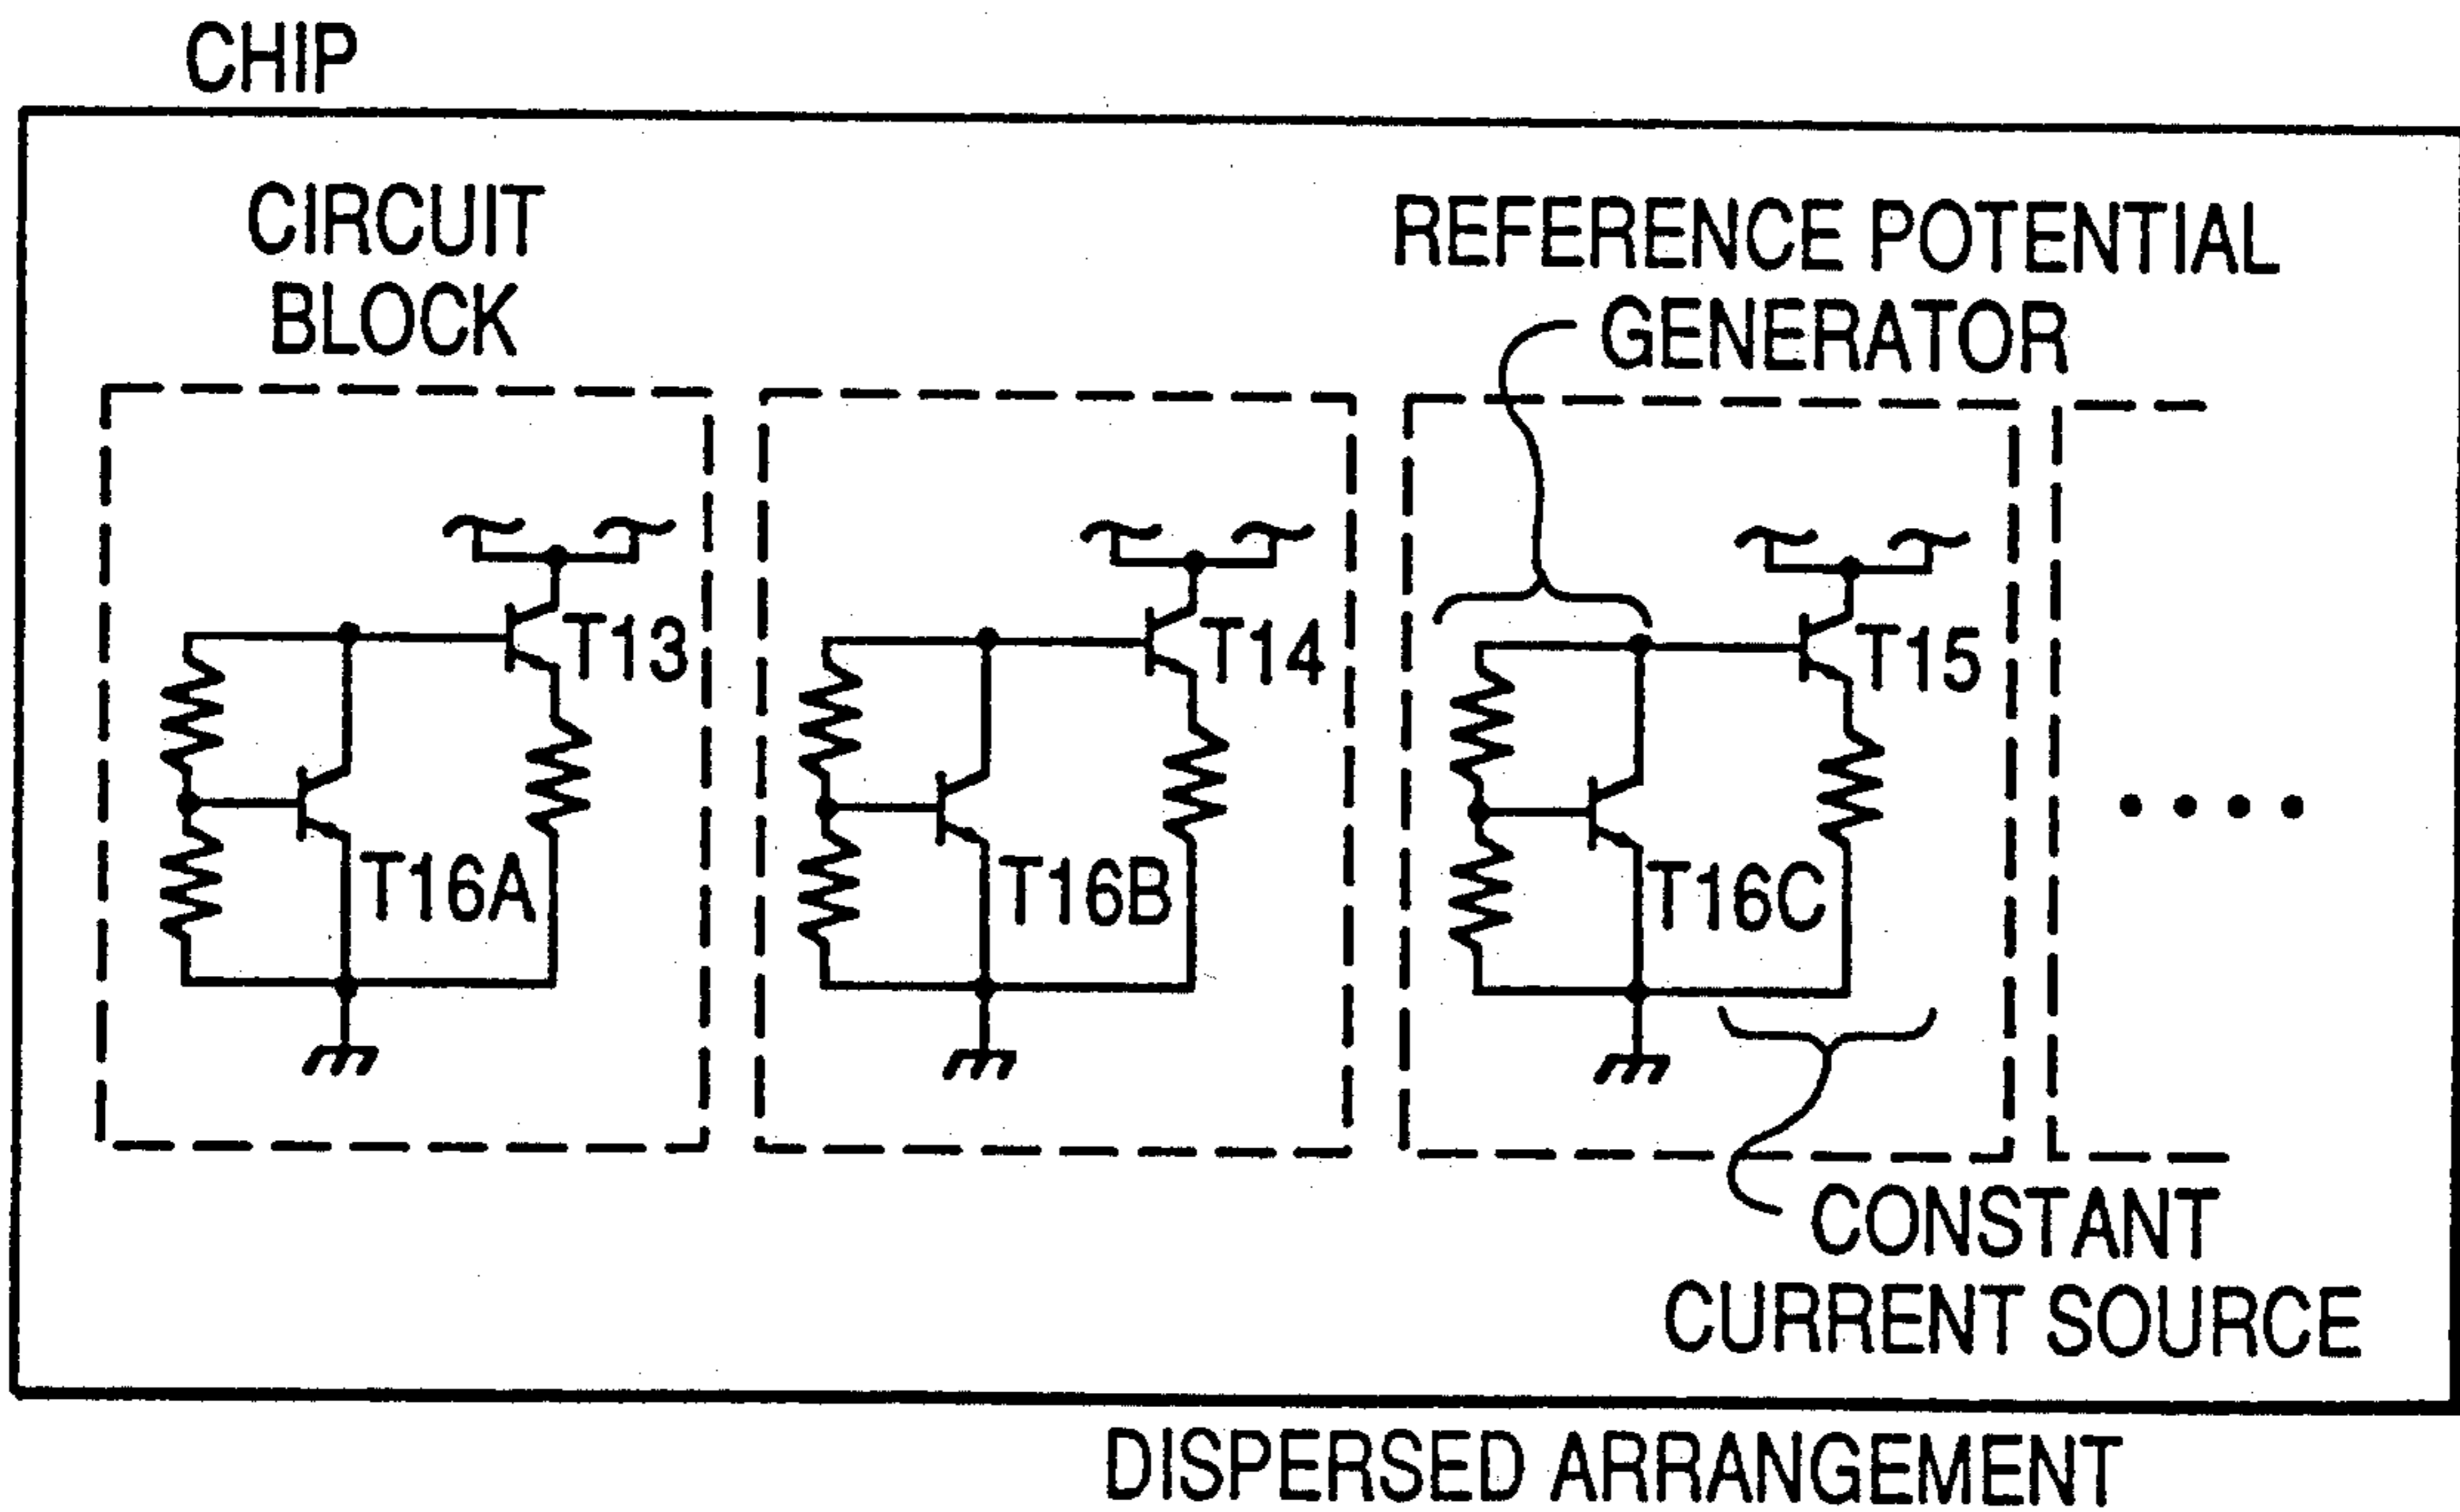 CHIP
CIRCUIT
BLOCK
REFERENCE POTENTIAL
GENERATOR
T13
T14
T15
T16A
T16B
T16C
CONSTANT
CURRENT SOURCE
DISPERSED ARRANGEMENT